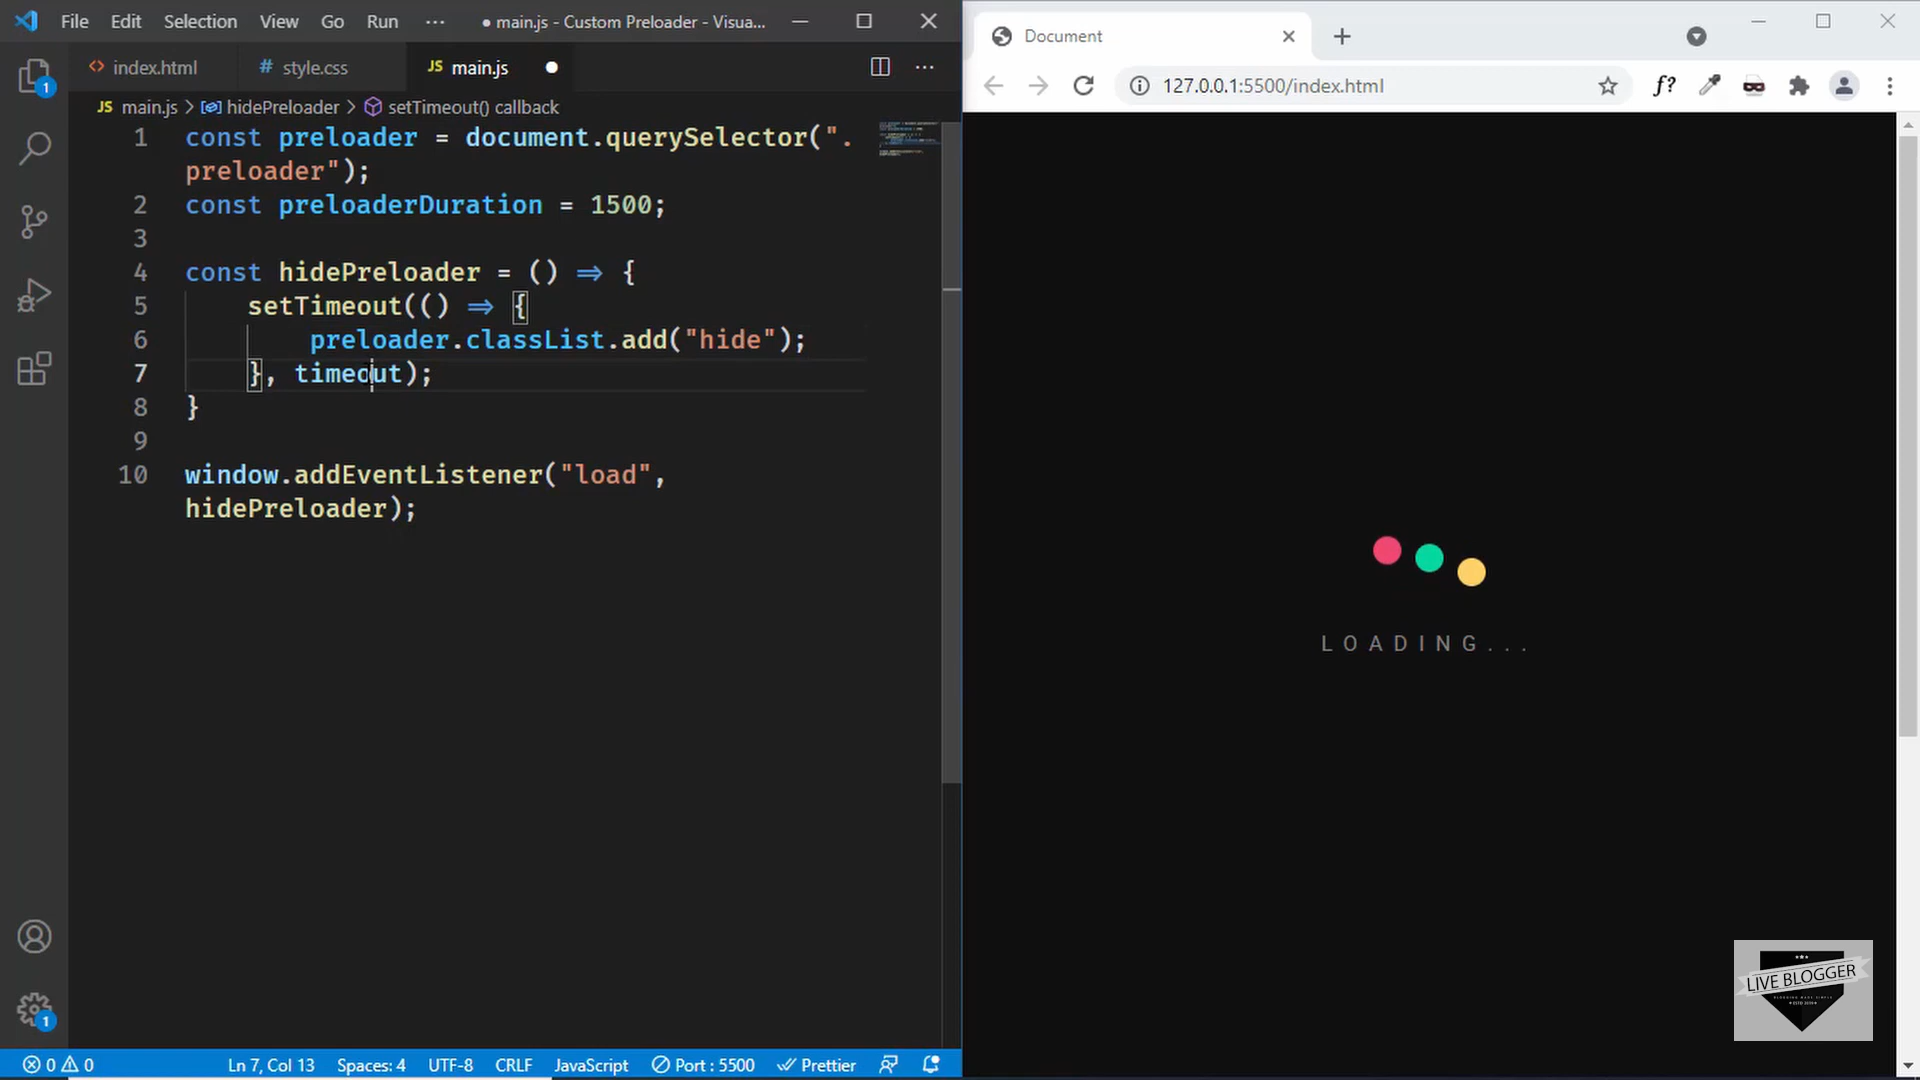 File Edit Selection View Go Run ··· ● main.js - Custom Preloader - Visua...
index.html # style.css JS main.js ●
JS main.js > hidePreloader > setTimeout() callback
1 const preloader = document.querySelector(".
preloader");
2 const preloaderDuration = 1500;
3
4 const hidePreloader = () => {
5 setTimeout(() => {
6 preloader.classList.add("hide");
7 }, timeout);
8 }
9
10 window.addEventListener("load",
hidePreloader);
1
1
0 0 Ln 7, Col 13 Spaces: 4 UTF-8 CRLF JavaScript Port : 5500 Prettier
Document
127.0.0.1:5500/index.html f?
LOADING...
LIVE BLOGGER